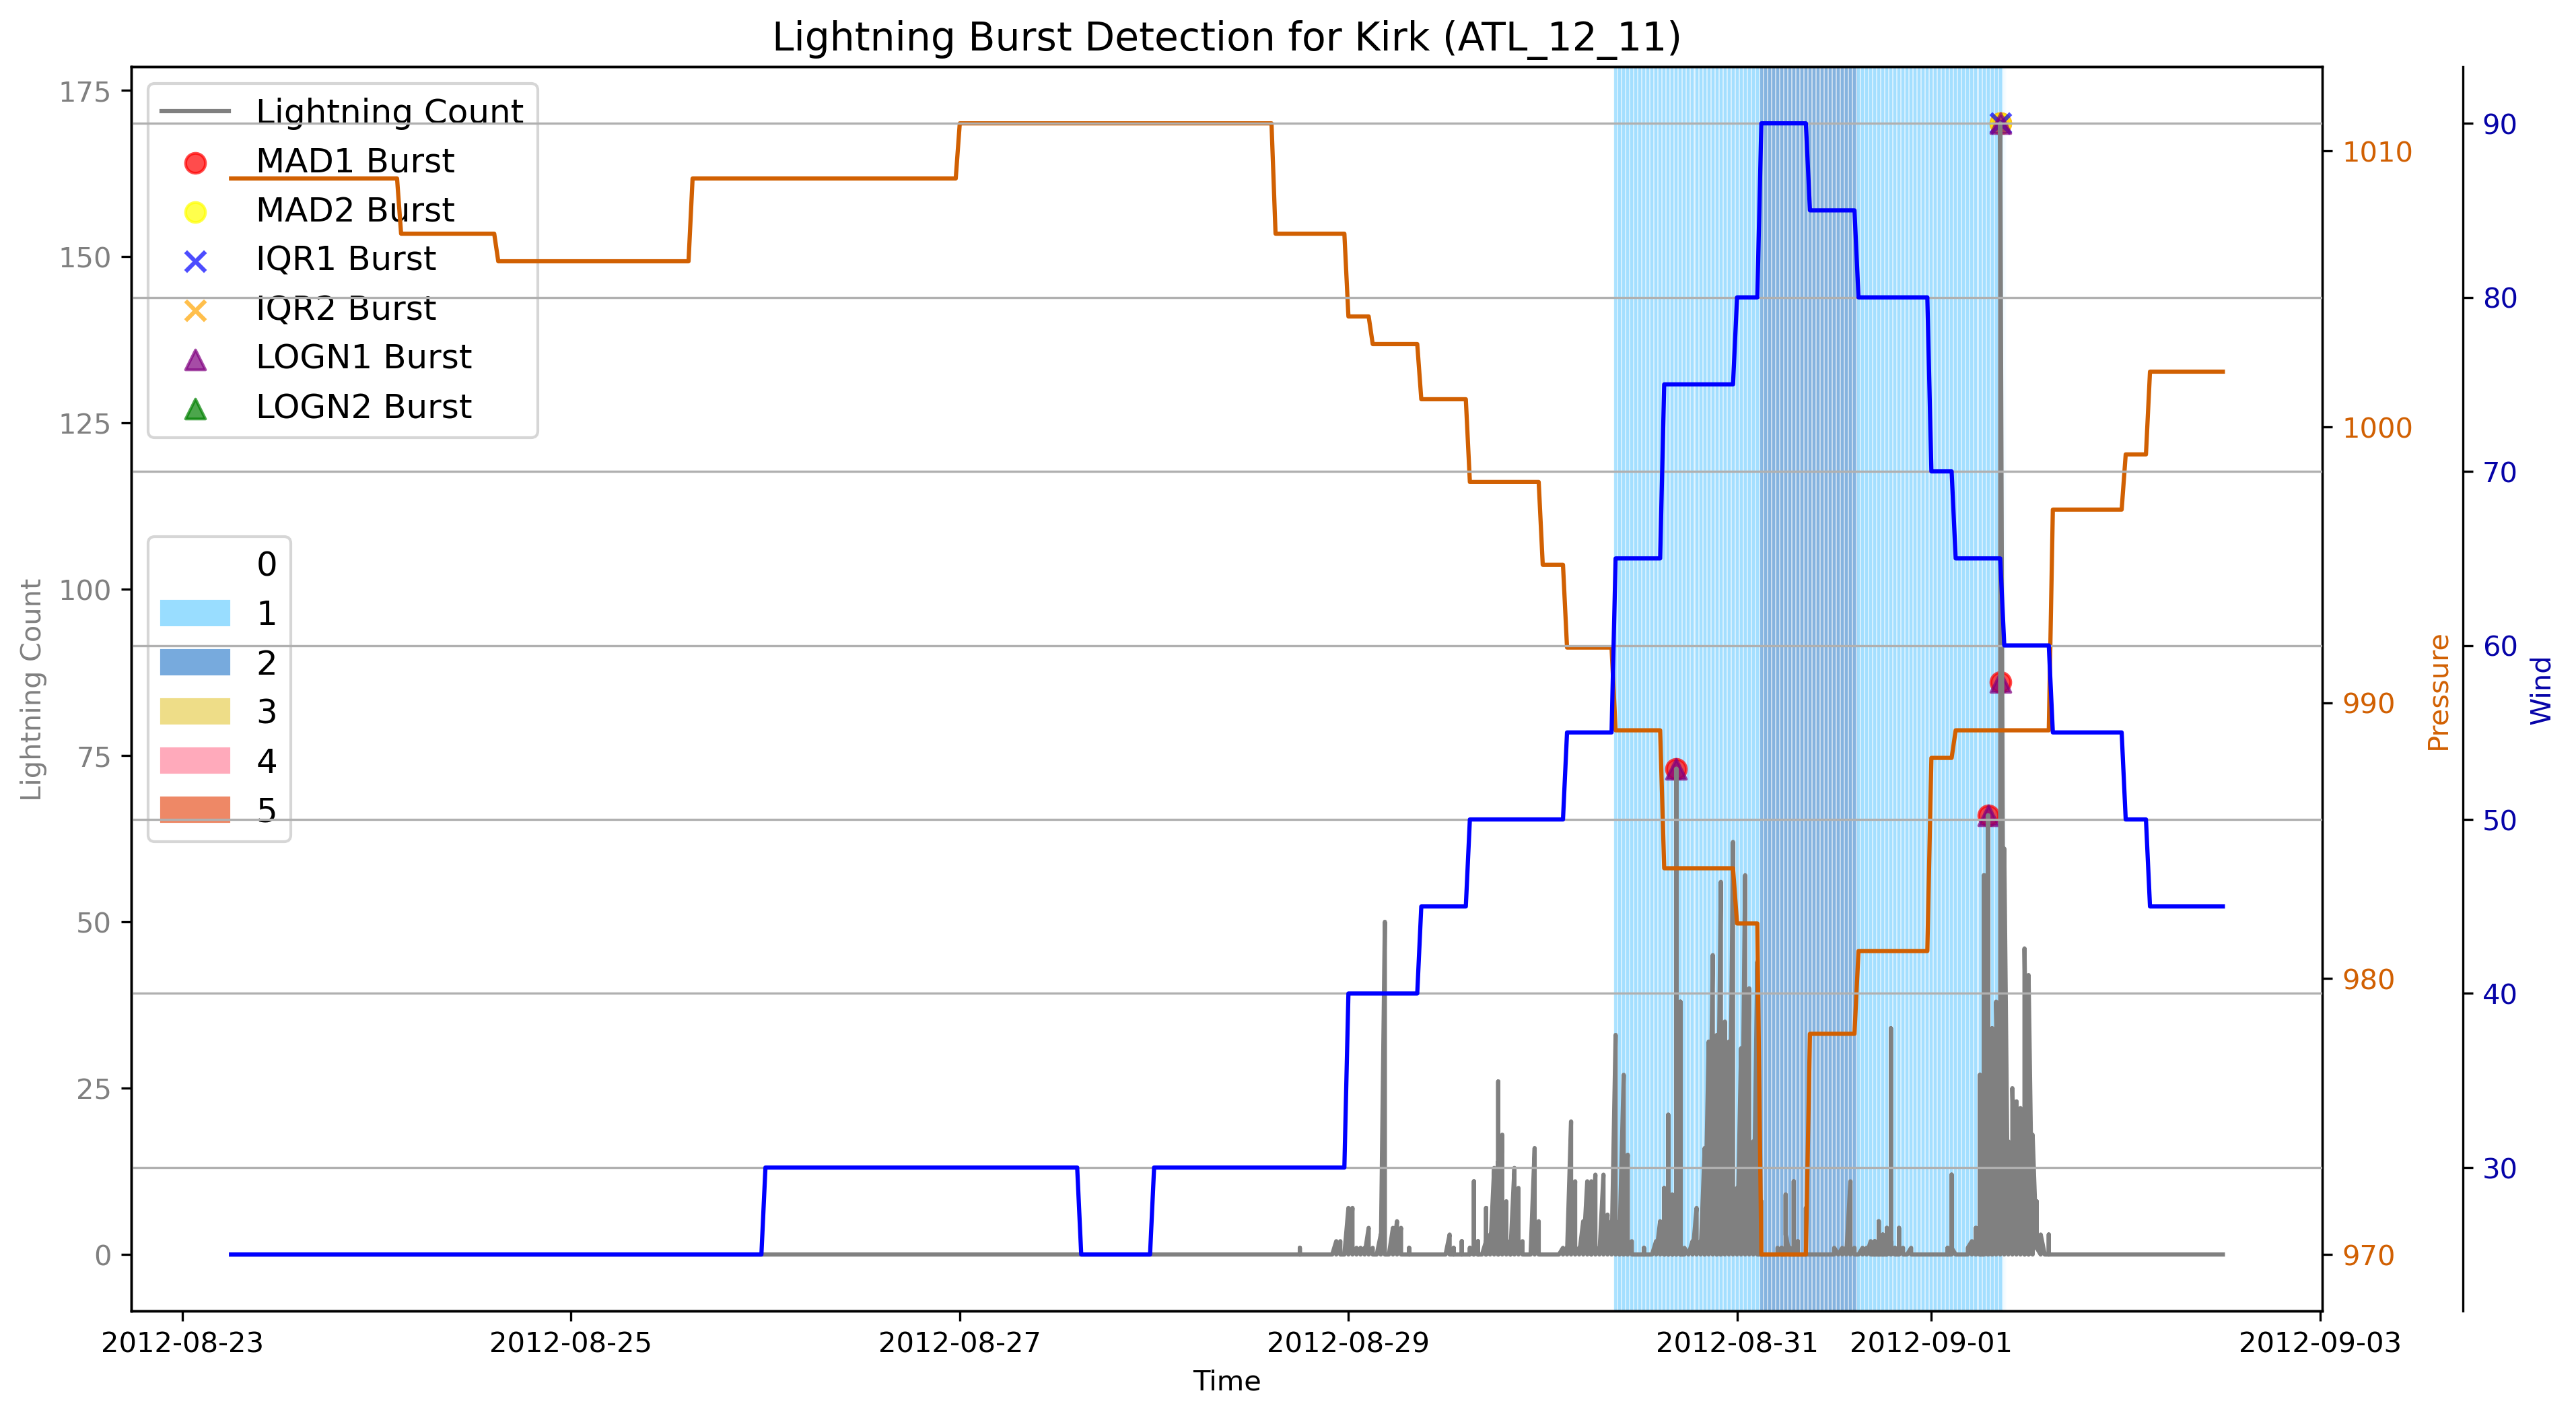 Lightning Burst Detection for Kirk (ATL_12_11)
Lightning Count
MAD1 Burst
MAD2 Burst
IQR1 Burst
IQR2 Burst
LOGN1 Burst
LOGN2 Burst
0
1
2
3
4
5
175
150
125
100
75
50
25
0
Lightning Count
1010
1000
990
980
970
Pressure
90
80
70
60
50
40
30
Wind
2012-08-23
2012-08-25
2012-08-27
2012-08-29
2012-08-31
2012-09-01
2012-09-03
Time